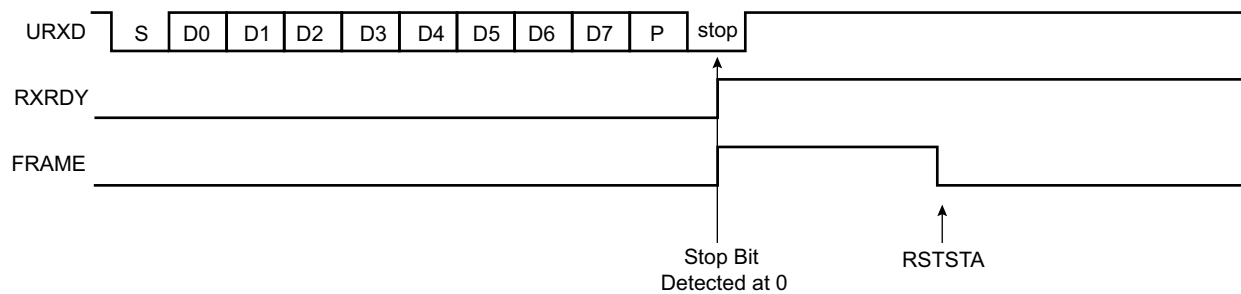 URXD S D0 D1 D2 D3 D4 D5 D6 D7 P stop
RXRDY
FRAME
Stop Bit
Detected at 0
RSTSTA